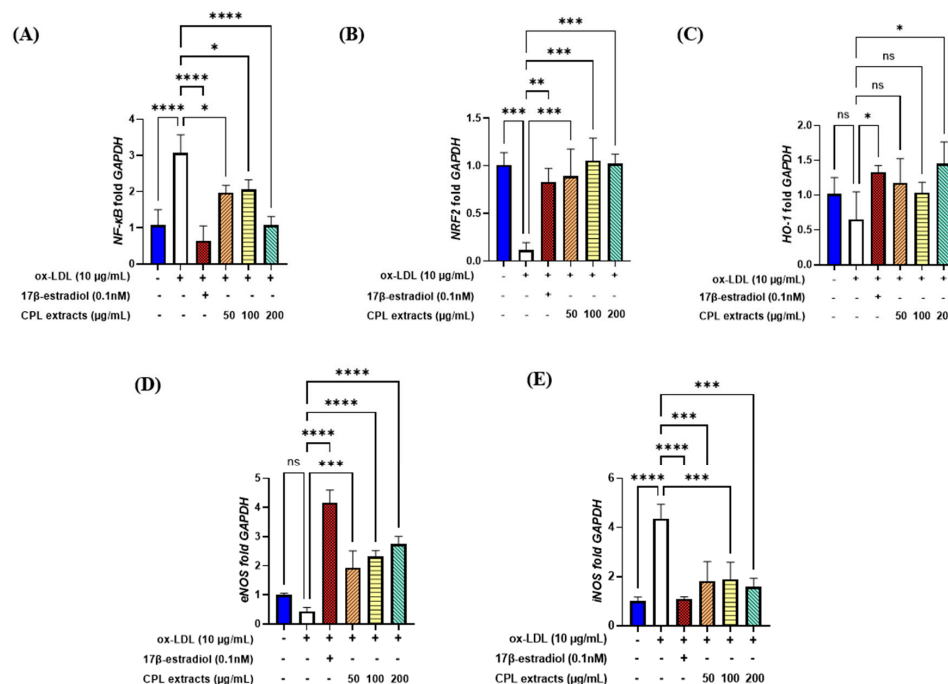 (A)
****
*
****
****
*
NF-κB fold GAPDH
4
3
2
1
0
ox-LDL (10 µg/mL) - + + + + +
17β-estradiol (0.1nM) - - + - - -
CPL extracts (µg/mL) - - - 50 100 200
(B)
***
***
**
***
***
NRF2 fold GAPDH
1.5
1.0
0.5
0.0
ox-LDL (10 µg/mL) - + + + + +
17β-estradiol (0.1nM) - - + - - -
CPL extracts (µg/mL) - - - 50 100 200
(C)
*
ns
ns
ns
*
HO-1 fold GAPDH
2.0
1.5
1.0
0.5
0.0
ox-LDL (10 µg/mL) - + + + + +
17β-estradiol (0.1nM) - - + - - -
CPL extracts (µg/mL) - - - 50 100 20
(D)
****
****
****
ns
***
eNOS fold GAPDH
5
4
3
2
1
0
ox-LDL (10 µg/mL) - + + + + +
17β-estradiol (0.1nM) - - + - - -
CPL extracts (µg/mL) - - - 50 100 200
(E)
***
***
****
****
***
iNOS fold GAPDH
6
4
2
0
ox-LDL (10 µg/mL) - + + + + +
17β-estradiol (0.1nM) - - + - - -
CPL extracts (µg/mL) - - - 50 100 200